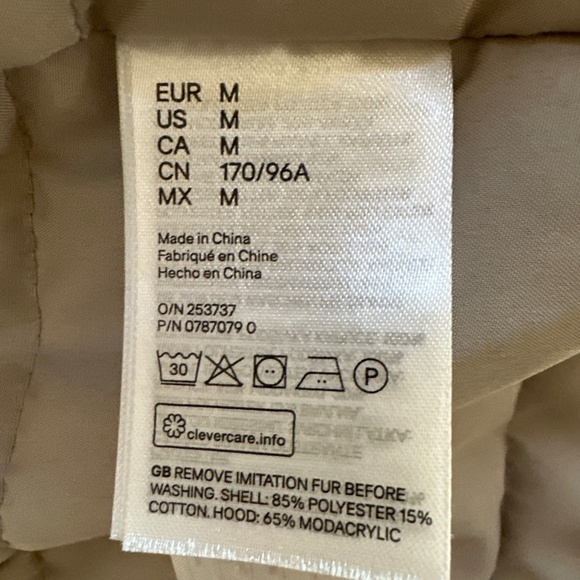 EUR M
US M
CA M
CN 170/96A
MX M
Made in China
Fabriqué en Chine
Hecho en China
O/N 253737
P/N 0787079 0
30 P
clevercare.info
GB REMOVE IMITATION FUR BEFORE
WASHING. SHELL: 85% POLYESTER 15%
COTTON. HOOD: 65% MODACRYLIC